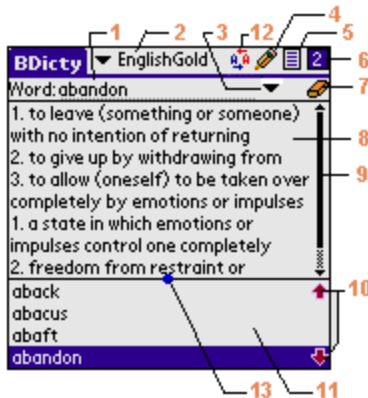 1 2 12 4
3 5
BDicty EnglishGold A A 2 6
Word: abandon 7
1. to leave (something or someone)
with no intention of returning 8
2. to give up by withdrawing from
3. to allow (oneself) to be taken over 9
completely by emotions or impulses
1. a state in which emotions or
impulses control one completely
2. freedom from restraint or
aback 10
abacus
abaft
abandon
13 11